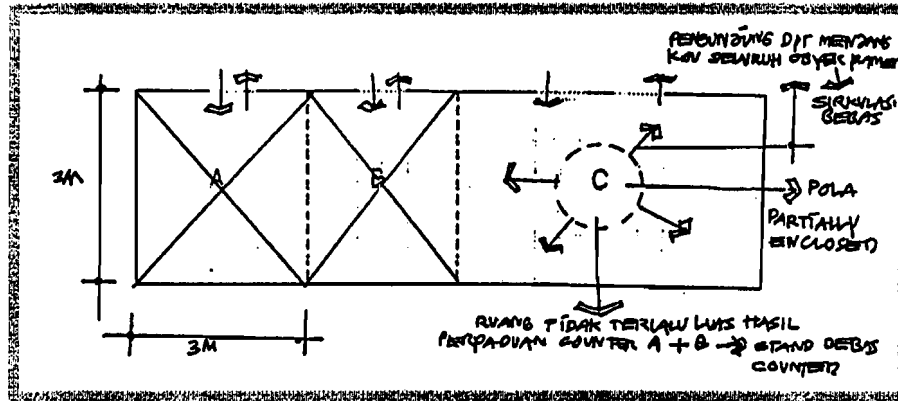 PENGUNJUNG DPT MENJANG
KAU SELURUH OBYEK PAMER
SIRKULASI
BEBAS
A
B
C
3M
POLA
PARTIALLY
ENCLOSED
RUANG TIDAK TERLALU LUAS HASIL
PERPADUAN COUNTER A + B → STAND BEBAS
COUNTER
3M